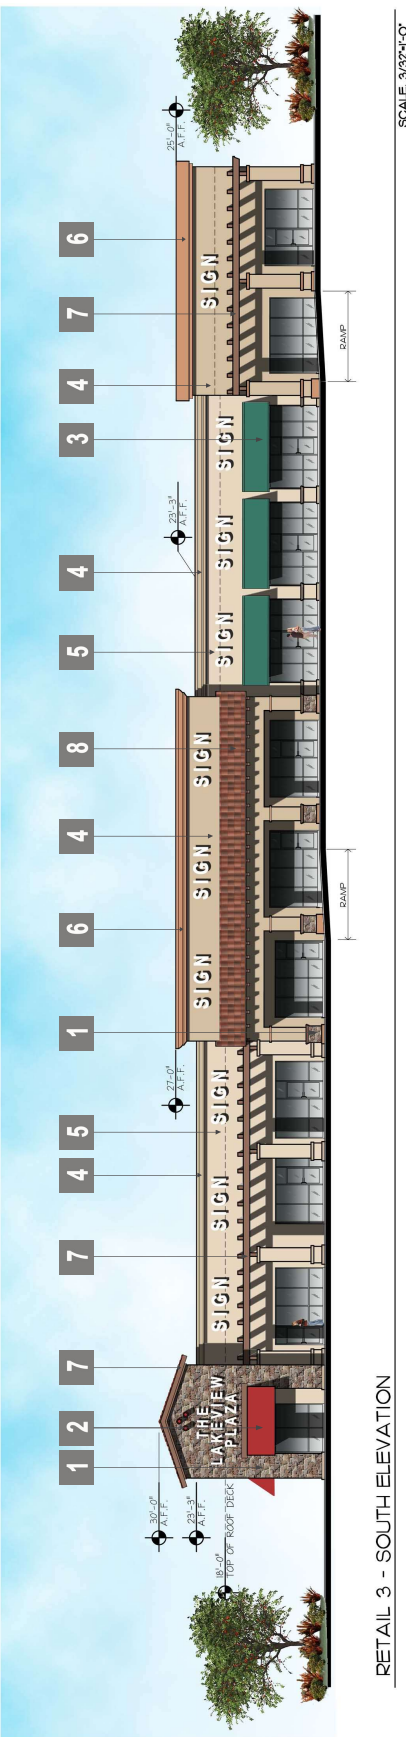 1
2
7
7
4
5
1
6
4
8
5
4
3
4
7
6
30'-0"
A.F.F.
23'-3"
A.F.F.
18'-0"
TOP OF ROOF DECK
27'-0"
A.F.F.
23'-3"
A.F.F.
25'-0"
A.F.F.
THE
LAKEVIEW
PLAZA
SIGN
SIGN
SIGN
SIGN
SIGN
SIGN
SIGN
SIGN
SIGN
SIGN
RAMP
RAMP
RETAIL 3 - SOUTH ELEVATION
SCALE: 3/32"=1'-0"